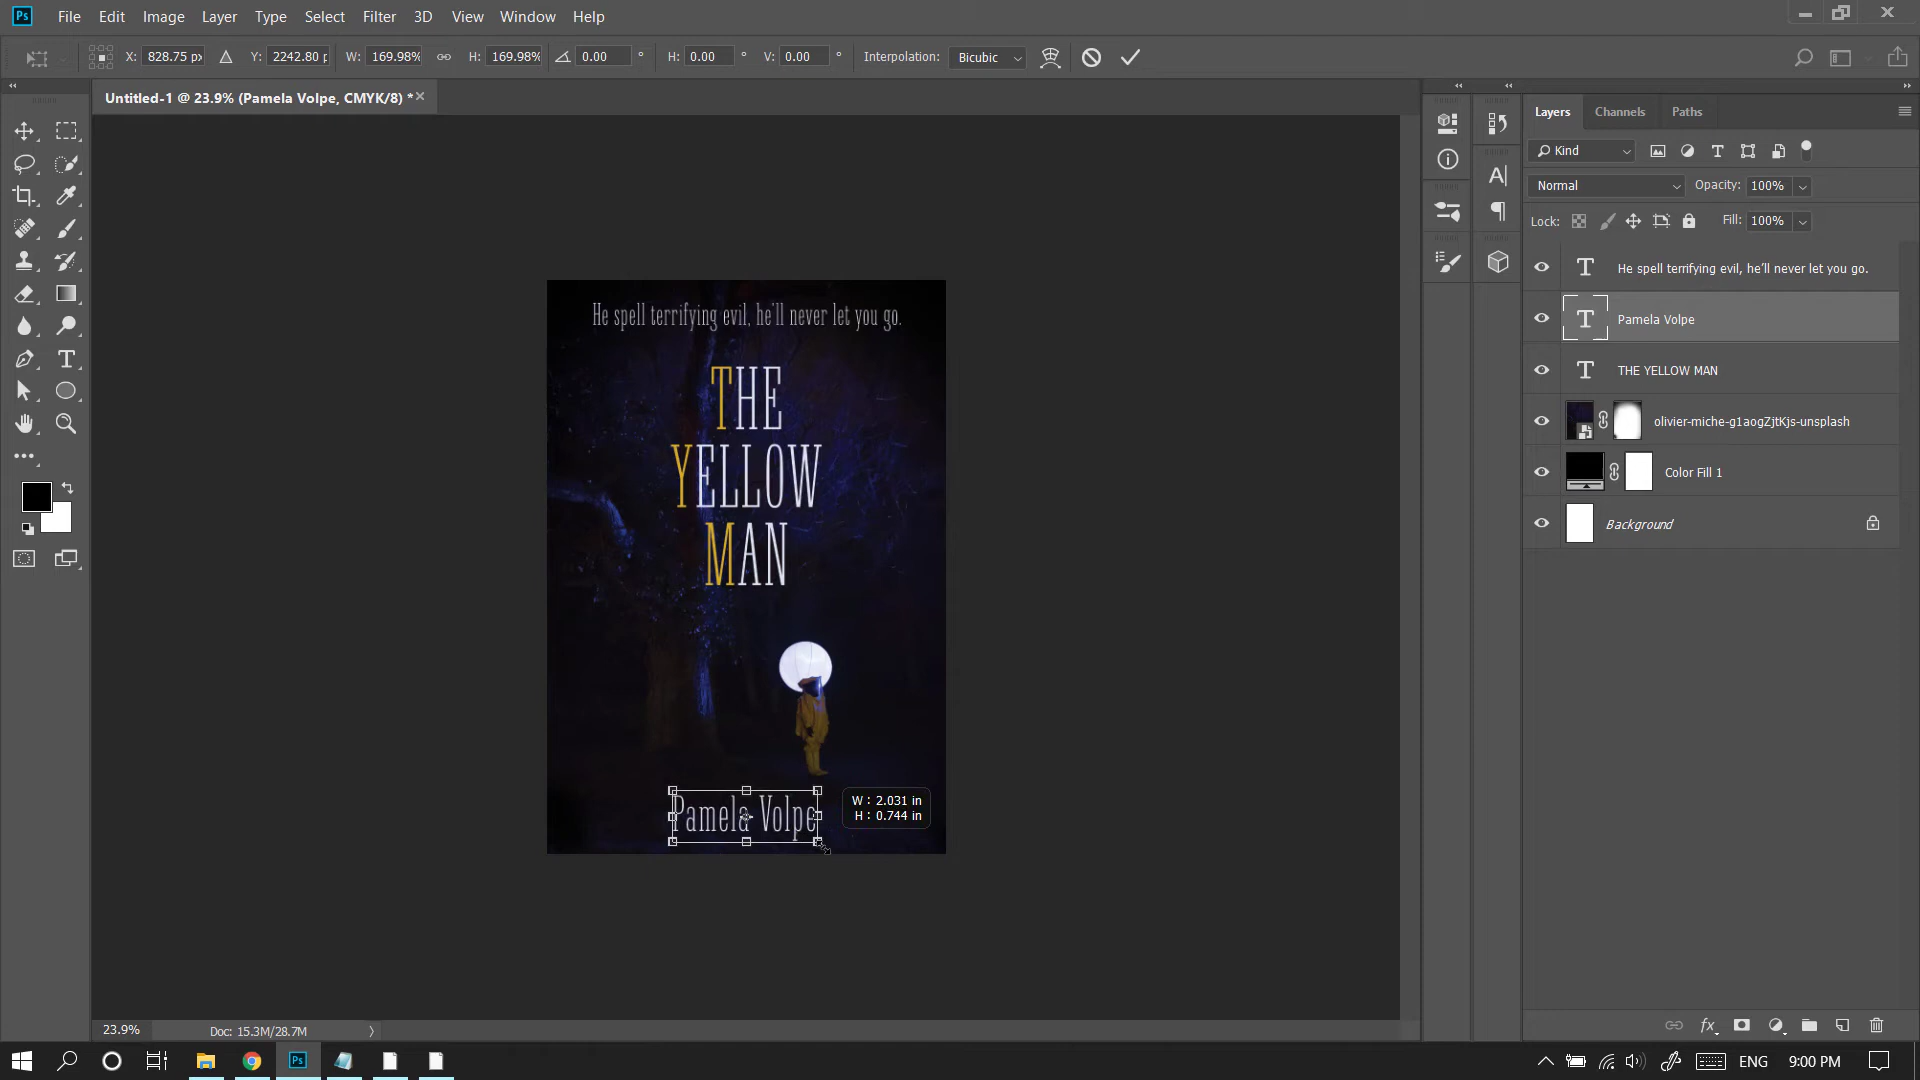 Ps File Edit Image Layer Type Select Filter 3D View Window Help
X: 828.75 px Y: 2242.80 p W: 169.98% H: 169.98% 0.00 ° H: 0.00 ° V: 0.00 ° Interpolation: Bicubic
Untitled-1 @ 23.9% (Pamela Volpe, CMYK/8) *
Layers Channels Paths
Kind
Normal Opacity: 100%
Lock: Fill: 100%
He spell terrifying evil, he'll never let you go.
Pamela Volpe
THE YELLOW MAN
olivier-miche-g1aogZjtKjs-unsplash
Color Fill 1
Background
He spell terrifying evil, he'll never let you go.
THE
YELLOW
MAN
Pamela Volpe
W: 2.031 in
H: 0.744 in
23.9% Doc: 15.3M/28.7M
Ps ENG 9:00 PM